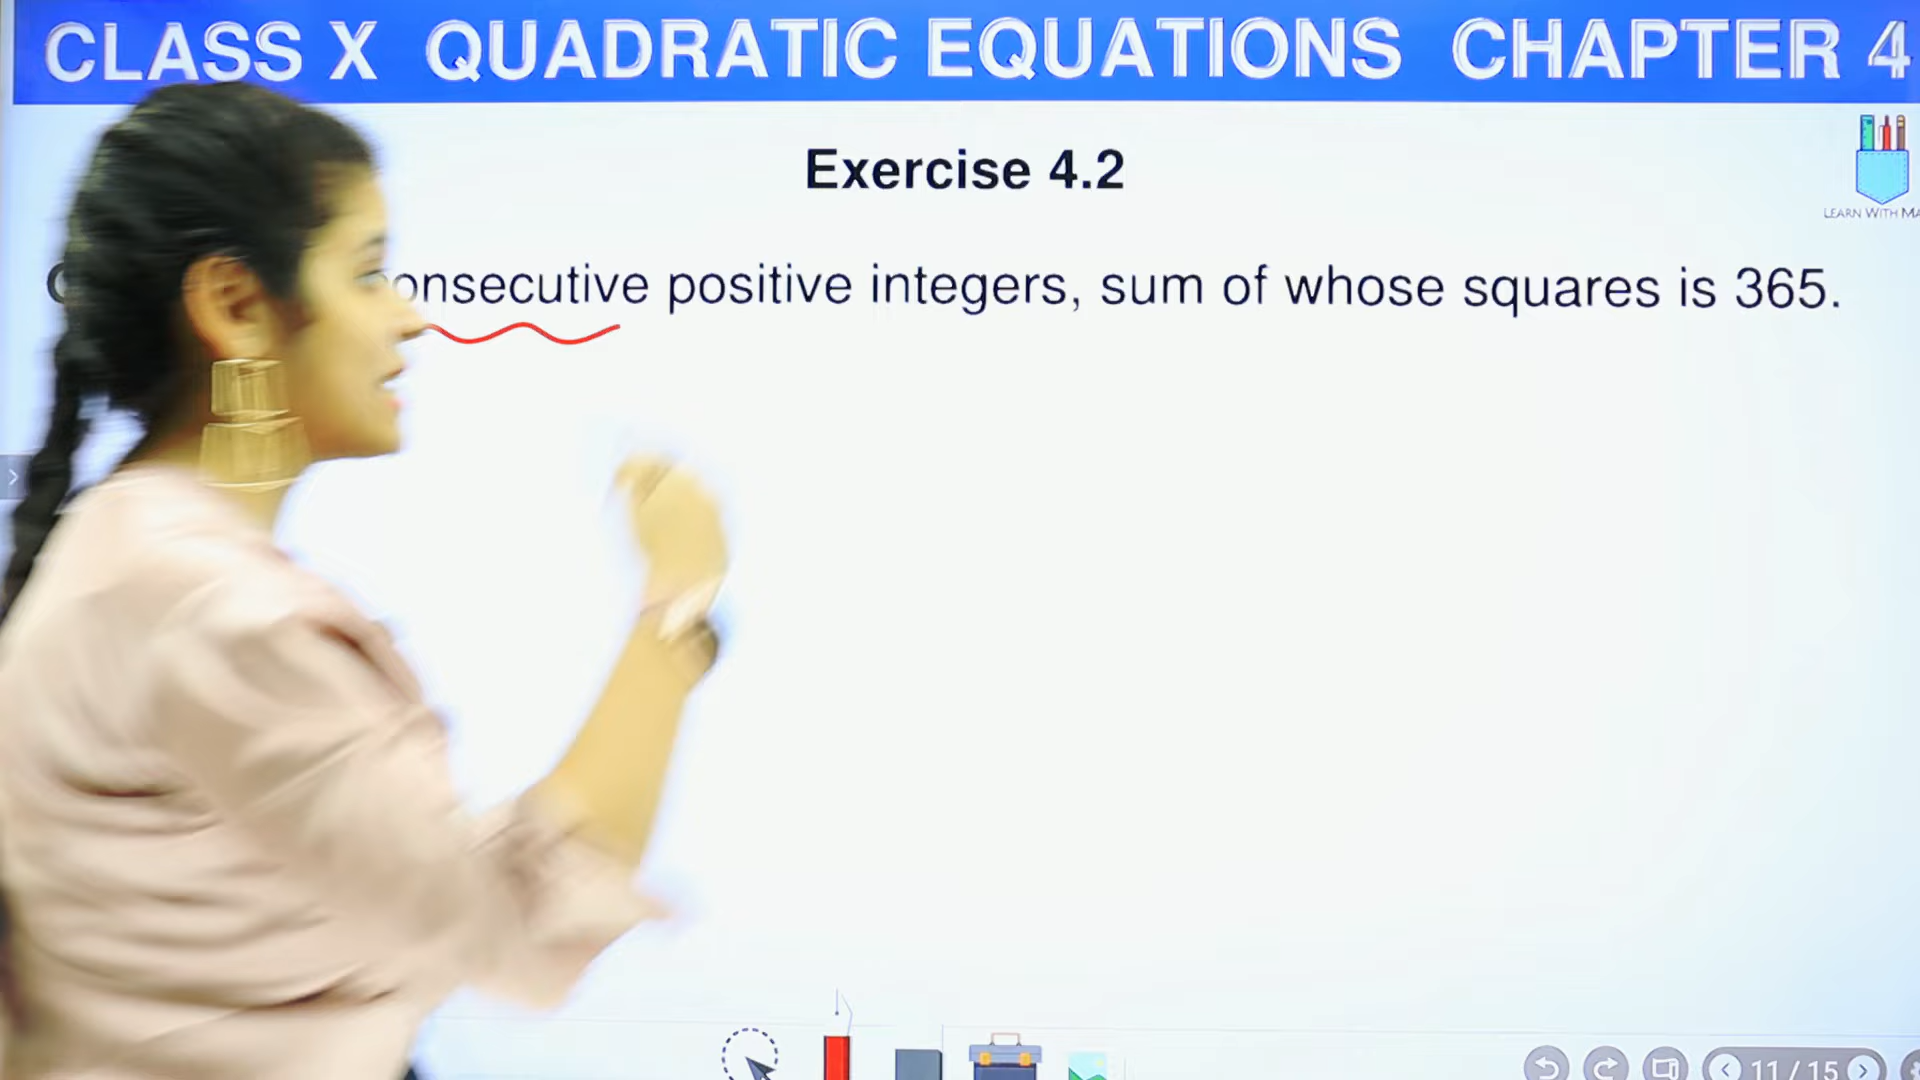 CLASS X QUADRATIC EQUATIONS CHAPTER 4
Exercise 4.2
LEARN WITH
onsecutive positive integers, sum of whose squares is 365.
11 / 15